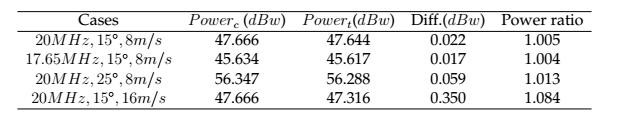 Cases Power_c (dBw) Power_t(dBw) Diff.(dBw) Power ratio
20MHz, 15°, 8m/s 47.666 47.644 0.022 1.005
17.65MHz, 15°, 8m/s 45.634 45.617 0.017 1.004
20MHz, 25°, 8m/s 56.347 56.288 0.059 1.013
20MHz, 15°, 16m/s 47.666 47.316 0.350 1.084